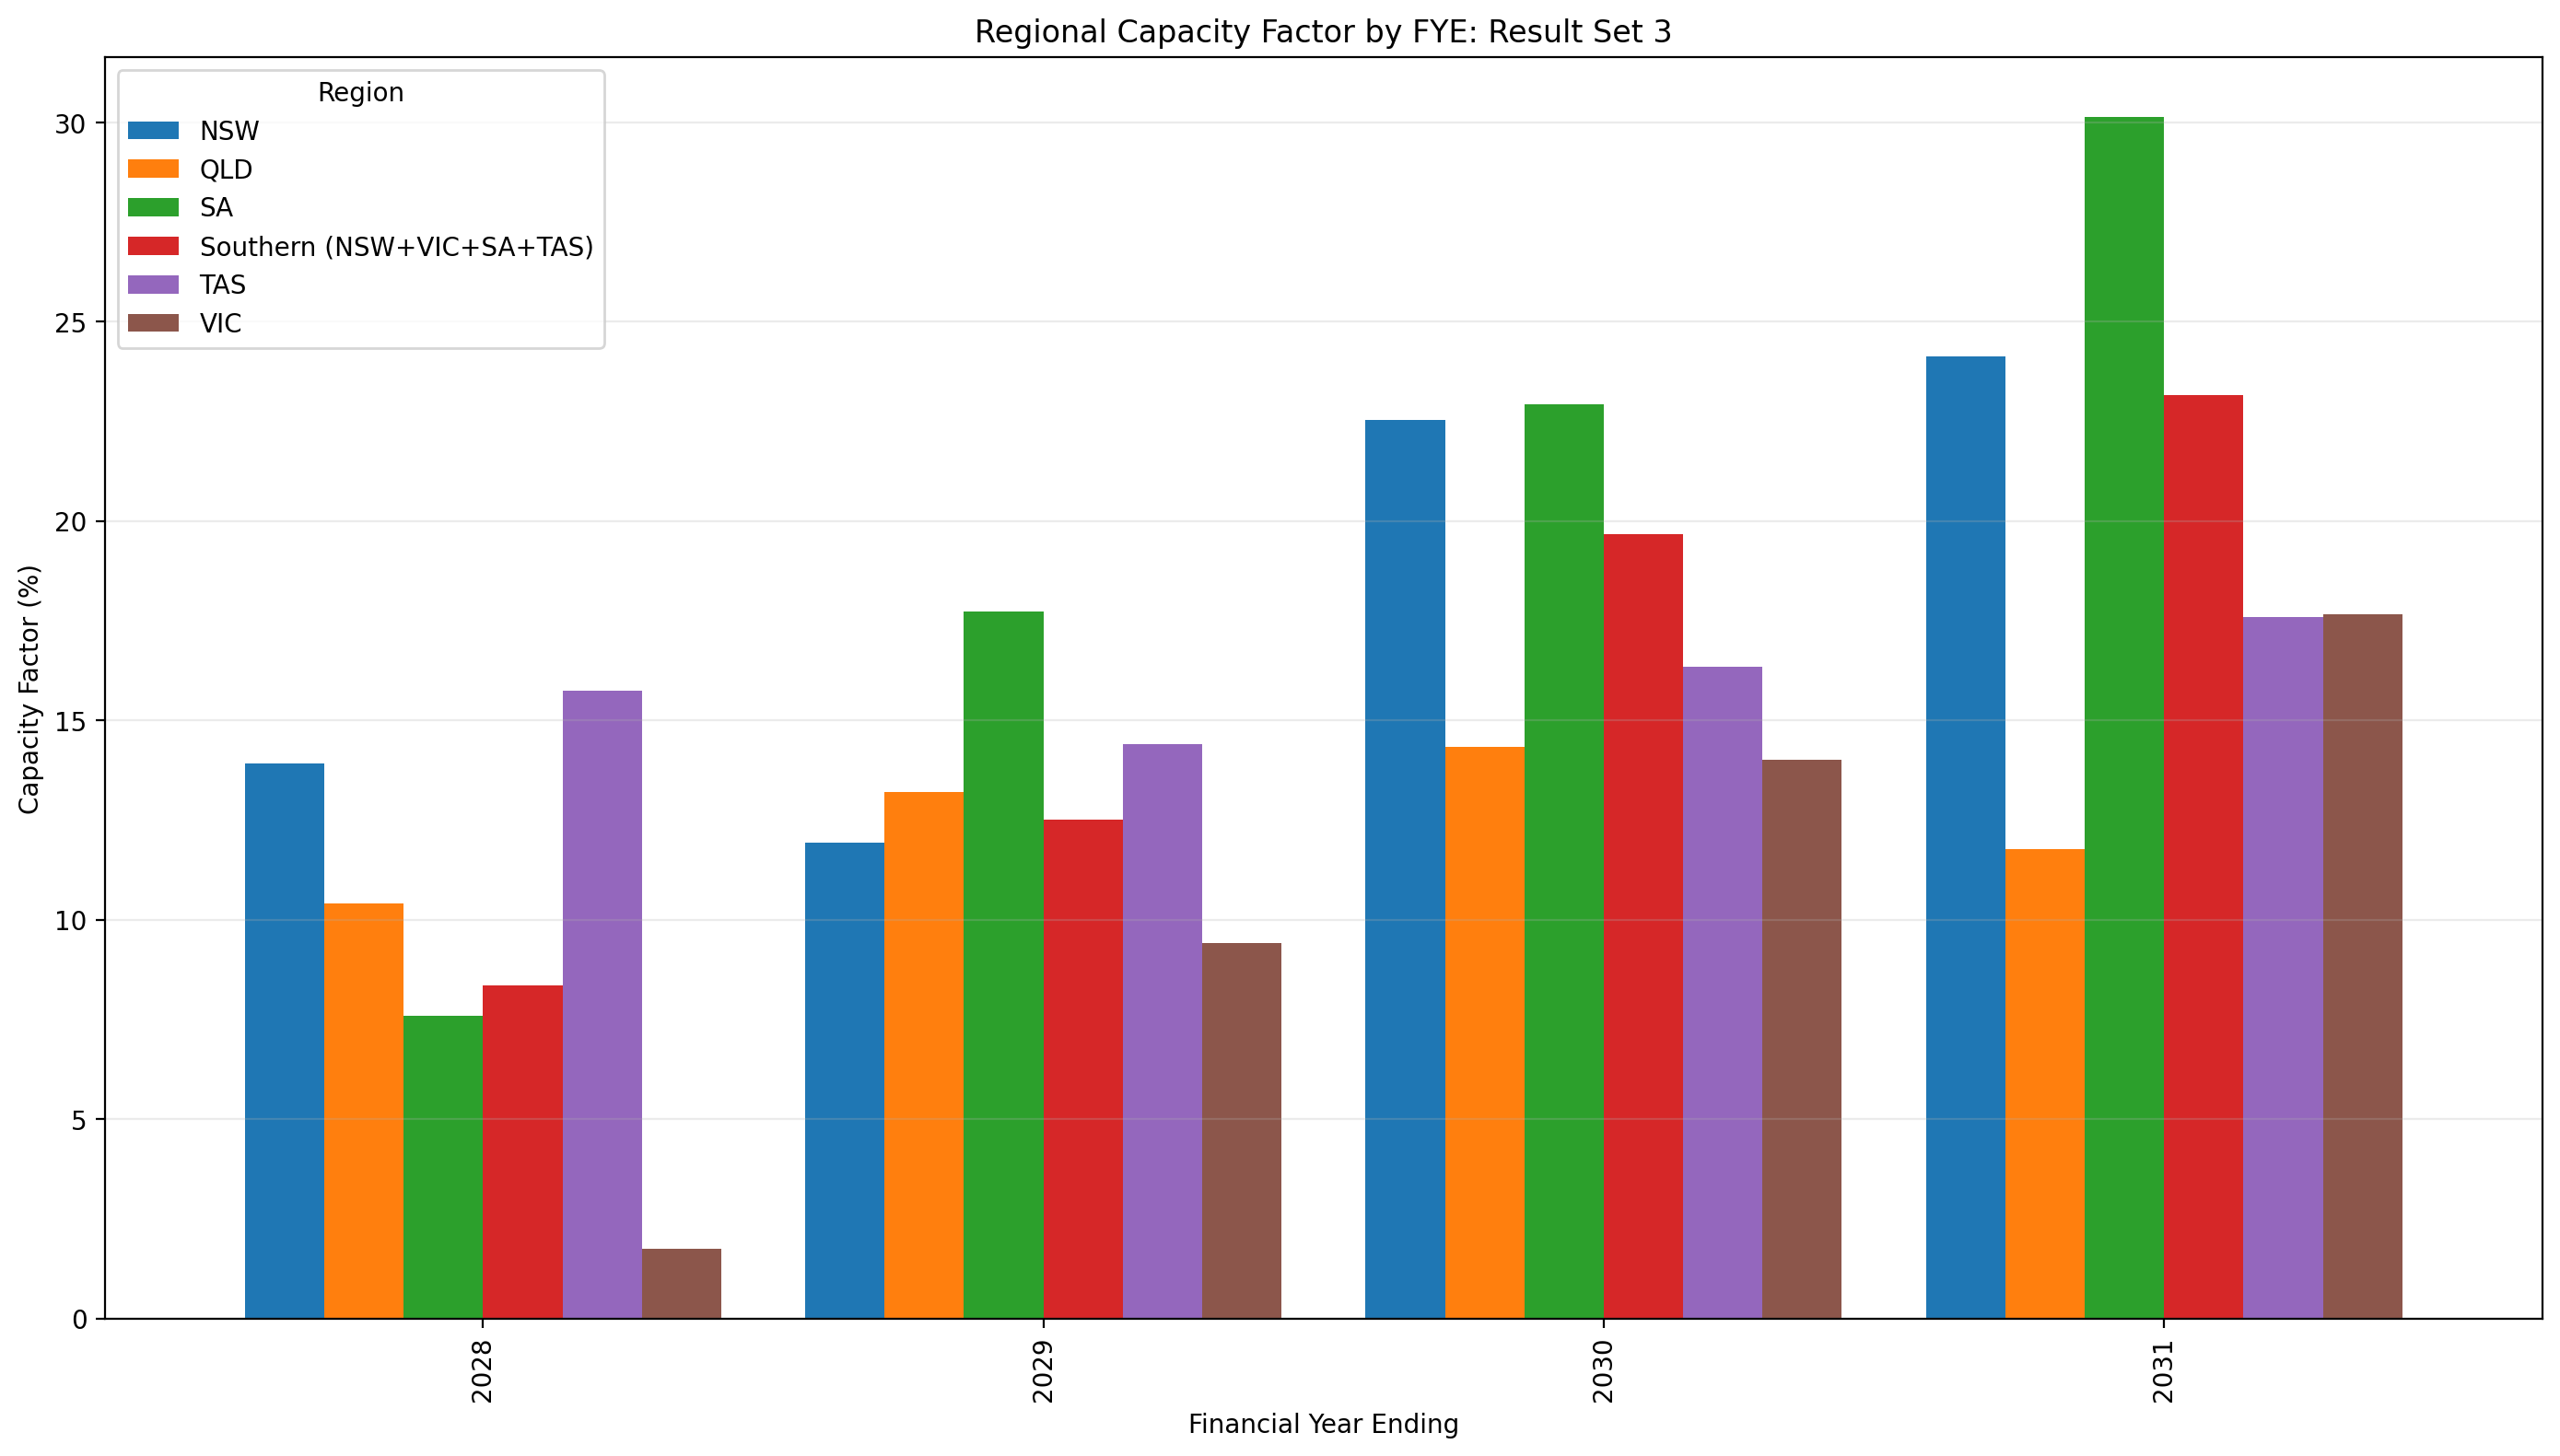 Regional Capacity Factor by FYE: Result Set 3
Region
NSW
QLD
SA
Southern (NSW+VIC+SA+TAS)
TAS
VIC
Capacity Factor (%)
30
25
20
15
10
5
0
2028
2029
2030
2031
Financial Year Ending